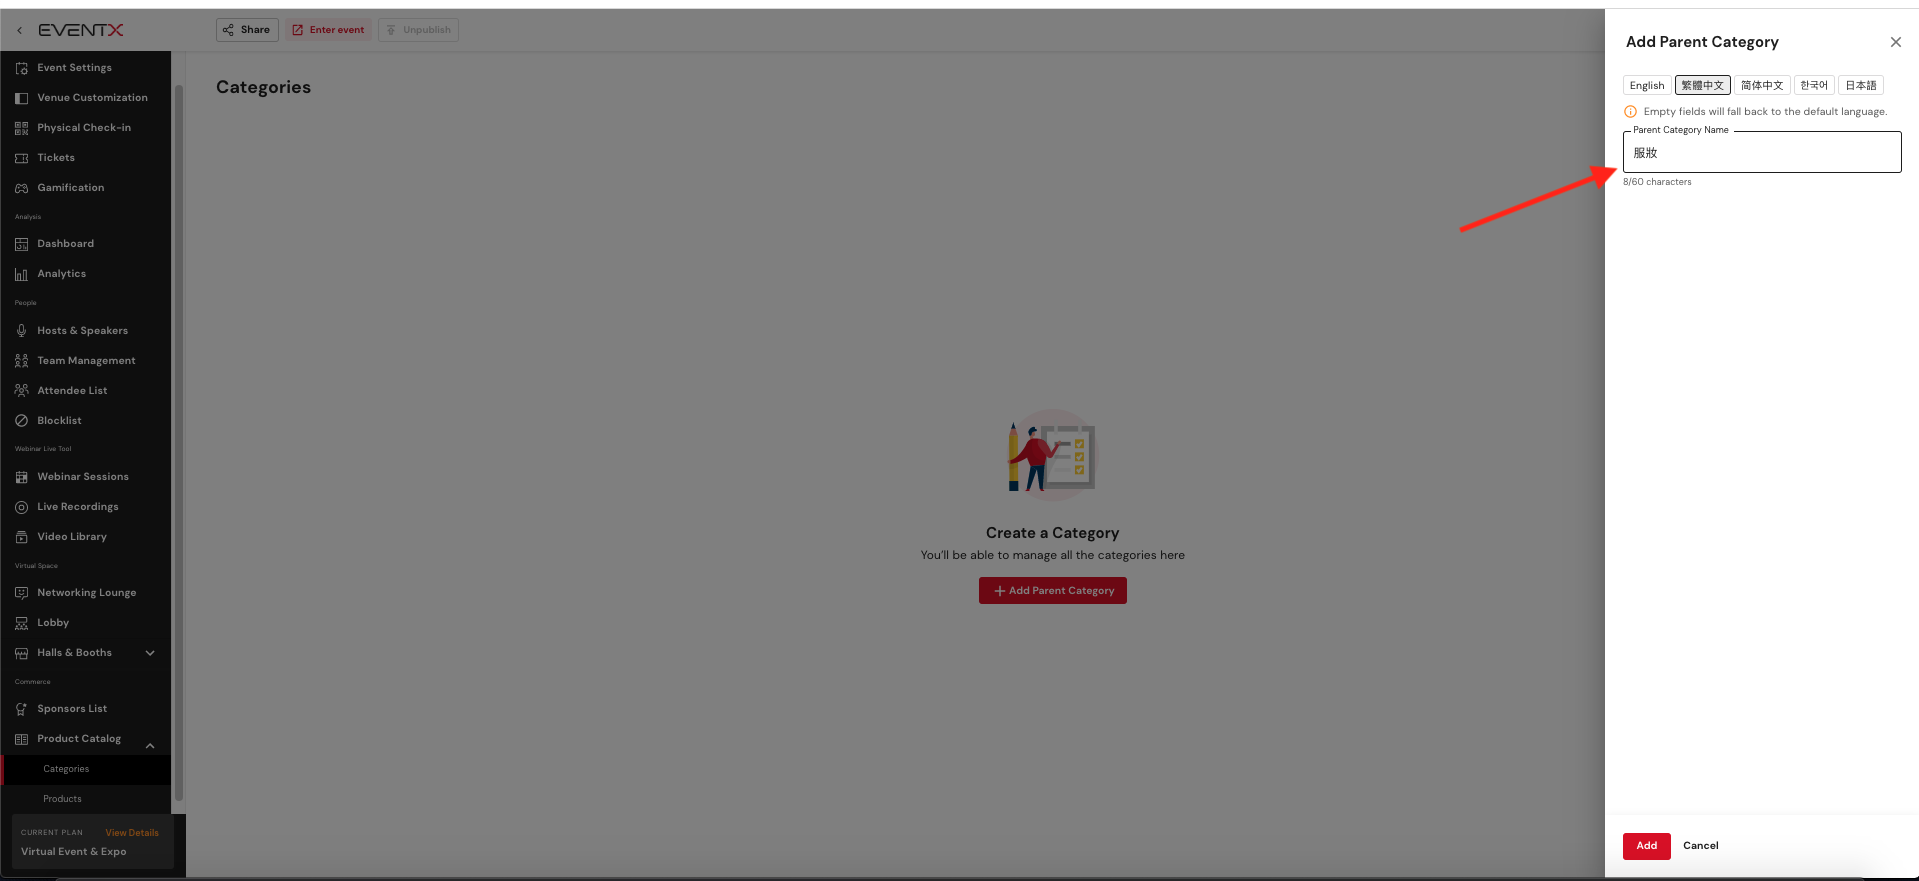 EVENTX
Share
Enter event
Unpublish
Event Settings
Venue Customization
Physical Check-in
Tickets
Gamification
Analysis
Dashboard
Analytics
People
Hosts & Speakers
Team Management
Attendee List
Blocklist
Webinar Live Tool
Webinar Sessions
Live Recordings
Video Library
Virtual Space
Networking Lounge
Lobby
Halls & Booths
Commerce
Sponsors List
Product Catalog
Categories
Products
CURRENT PLAN View Details
Virtual Event & Expo
Categories
Create a Category
You'll be able to manage all the categories here
Add Parent Category
Add Parent Category
English 繁體中文 简体中文 한국어 日本語
Empty fields will fall back to the default language.
Parent Category Name
服妝
8/60 characters
Add Cancel